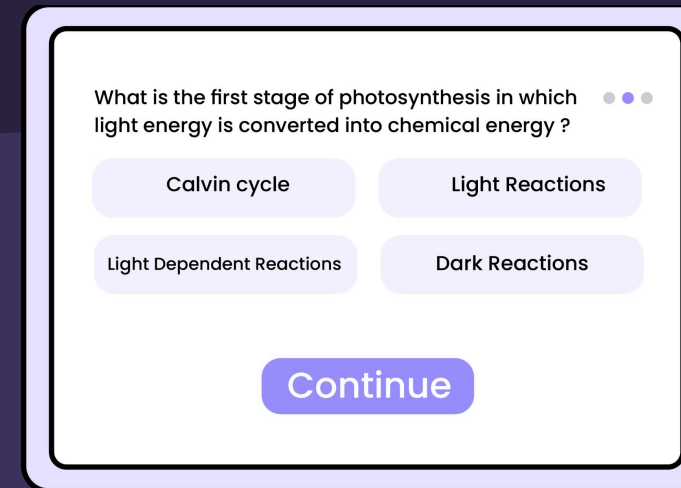 What is the first stage of photosynthesis in which
light energy is converted into chemical energy ?
Calvin cycle
Light Reactions
Light Dependent Reactions
Dark Reactions
Continue